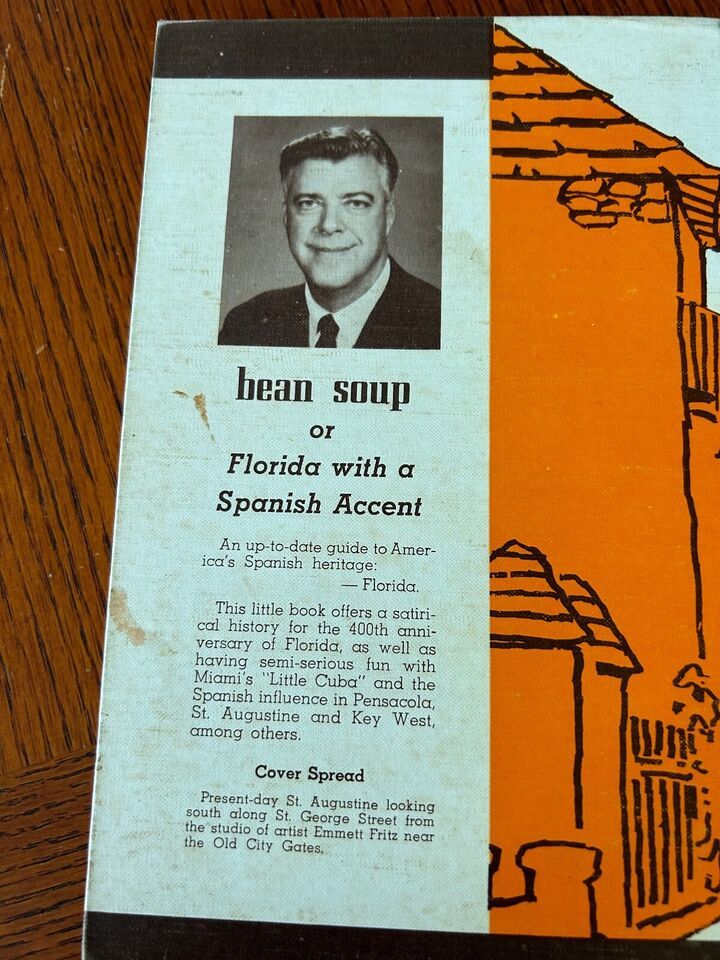 bean soup
or
Florida with a
Spanish Accent
An up-to-date guide to Amer-
ica's Spanish heritage:
— Florida.
This little book offers a satiri-
cal history for the 400th anni-
versary of Florida, as well as
having semi-serious fun with
Miami's "Little Cuba" and the
Spanish influence in Pensacola,
St. Augustine and Key West,
among others.
Cover Spread
Present-day St. Augustine looking
south along St. George Street from
the studio of artist Emmett Fritz near
the Old City Gates.